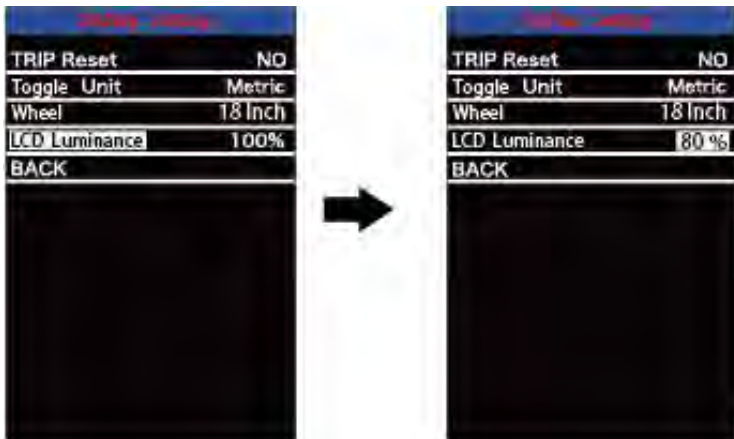 TRIP Reset NO
Toggle Unit Metric
Wheel 18 Inch
LCD Luminance 100%
BACK
TRIP Reset NO
Toggle Unit Metric
Wheel 18 Inch
LCD Luminance 80 %
BACK